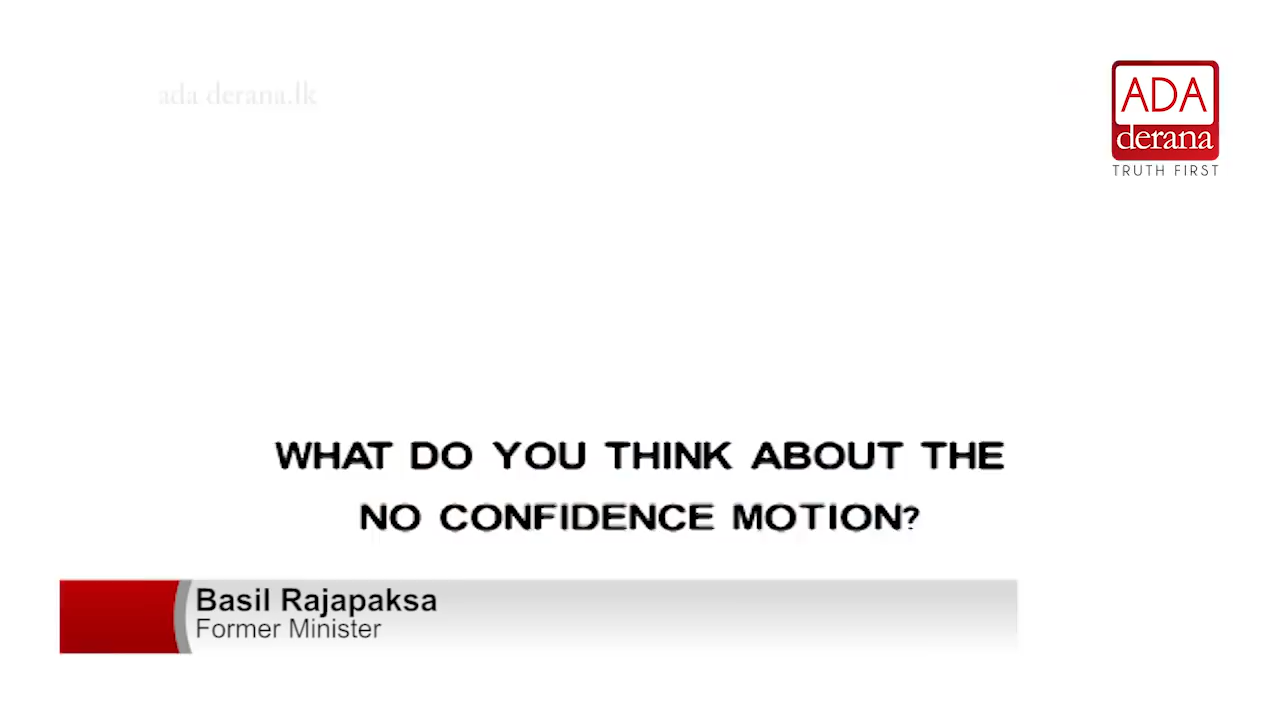 ada derana.lk
ADA
derana
TRUTH FIRST
WHAT DO YOU THINK ABOUT THE
NO CONFIDENCE MOTION?
Basil Rajapaksa
Former Minister